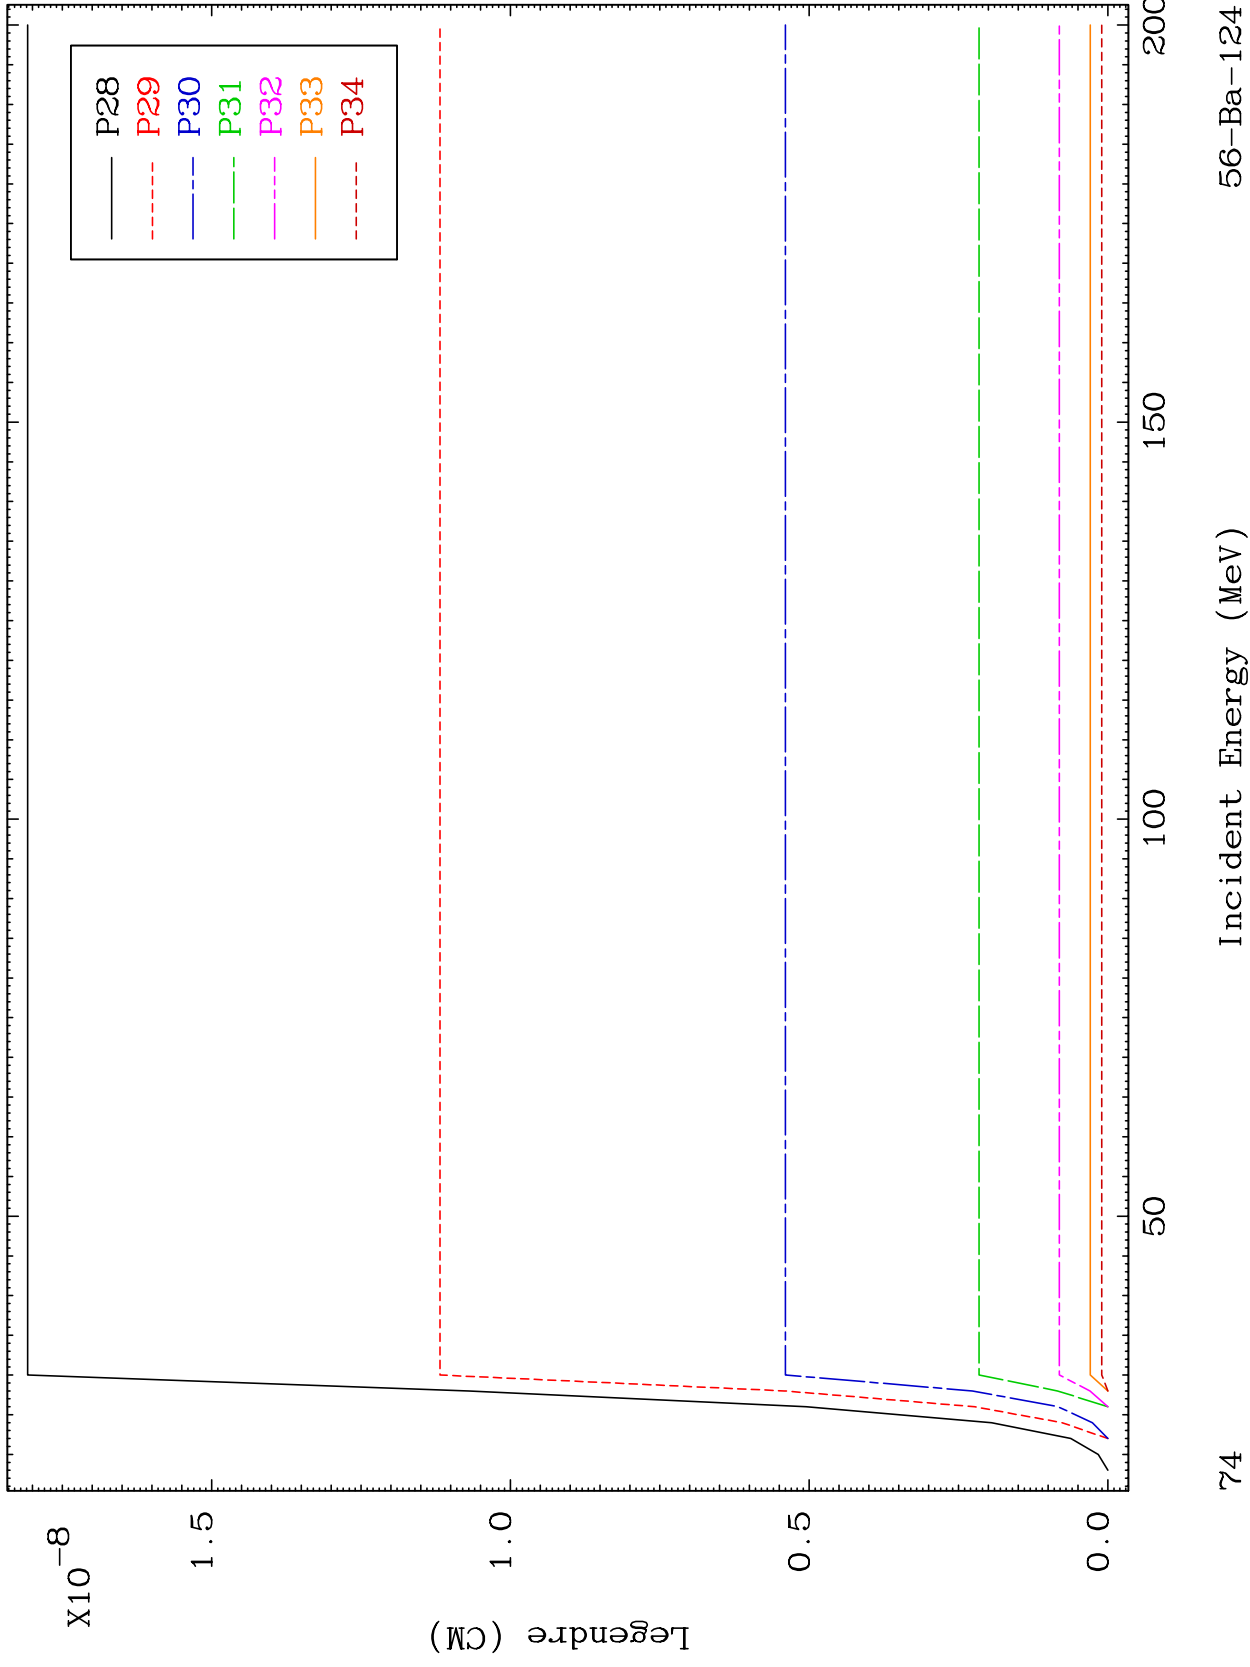 X10^-8
1.5
1.0
0.5
0.0
Legendre (CM)
P28
P29
P30
P31
P32
P33
P34
50
100
150
200
Incident Energy (MeV)
74
56-Ba-124